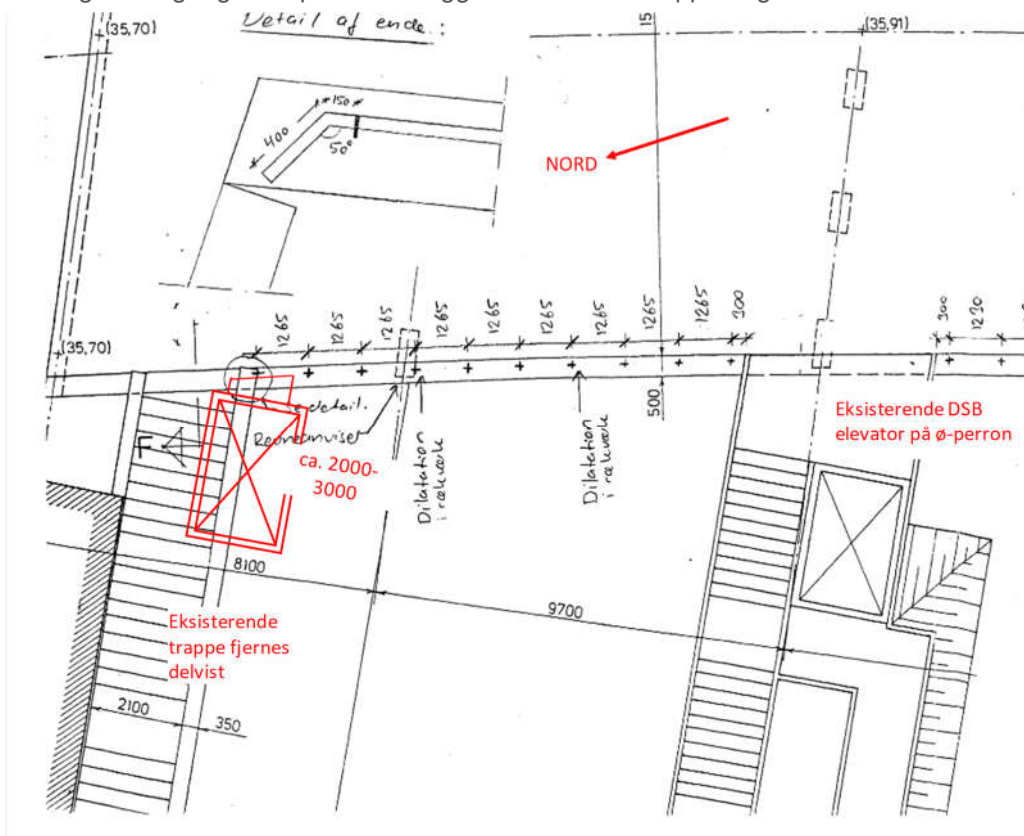 Detail af ende :
(35,70)
15
(35,91)
150
400
50°
NORD
(35,70)
1265
1265
1265
1265
1265
1265
1265
1265
1265
300
300
1230
500
F
detail.
ca. 2000-
3000
Dilatation
i rækværk
Dilatation
i rækværk
Eksisterende DSB
elevator på ø-perron
8100
9700
Eksisterende
trappe fjernes
delvist
2100
350